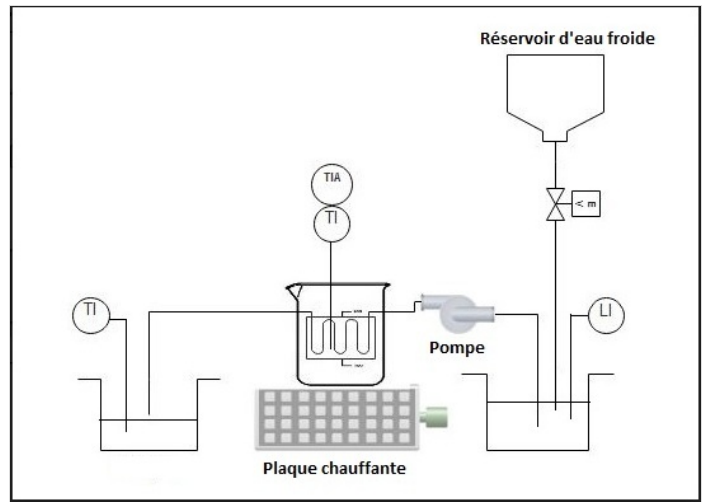 Réservoir d'eau froide
TIA
TI
V m
TI
LI
Pompe
Plaque chauffante